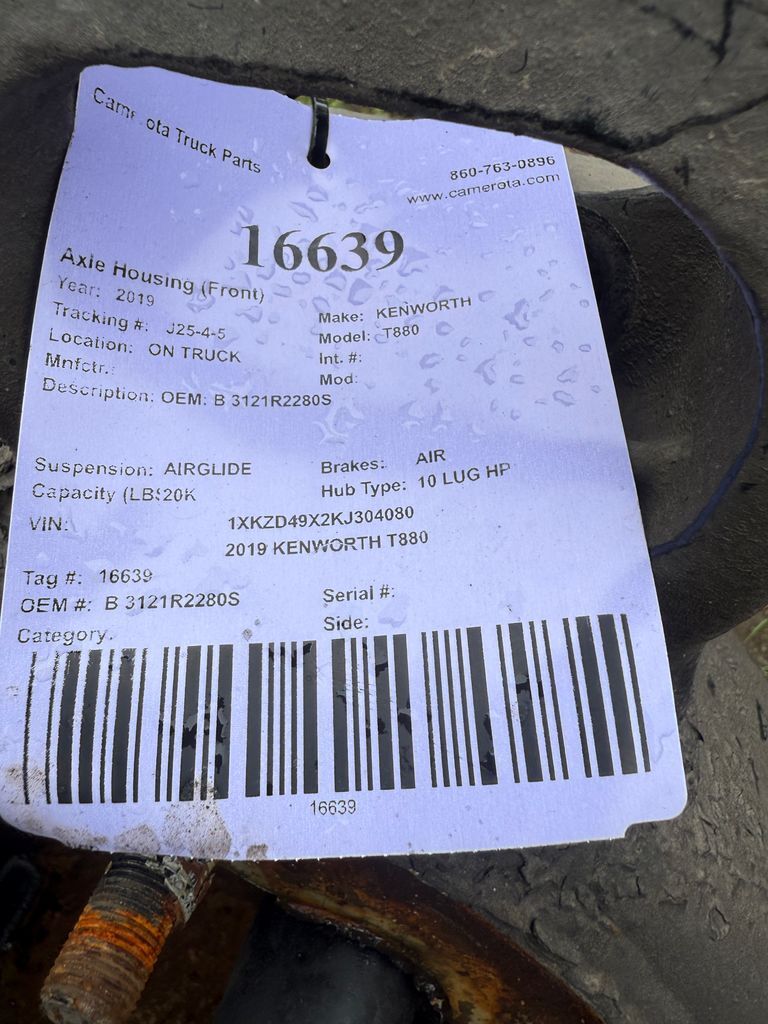 Camerota Truck Parts
860-763-0896
www.camerota.com
16639
Axle Housing (Front)
Year: 2019 Make: KENWORTH
Tracking #: J25-4-5 Model: T880
Location: ON TRUCK Int. #:
Mnfctr.: Mod:
Description: OEM: B 3121R2280S
Suspension: AIRGLIDE Brakes: AIR
Capacity (LBS 20K Hub Type: 10 LUG HP
VIN: 1XKZD49X2KJ304080
2019 KENWORTH T880
Tag #: 16639
OEM #: B 3121R2280S Serial #:
Category: Side:
16639